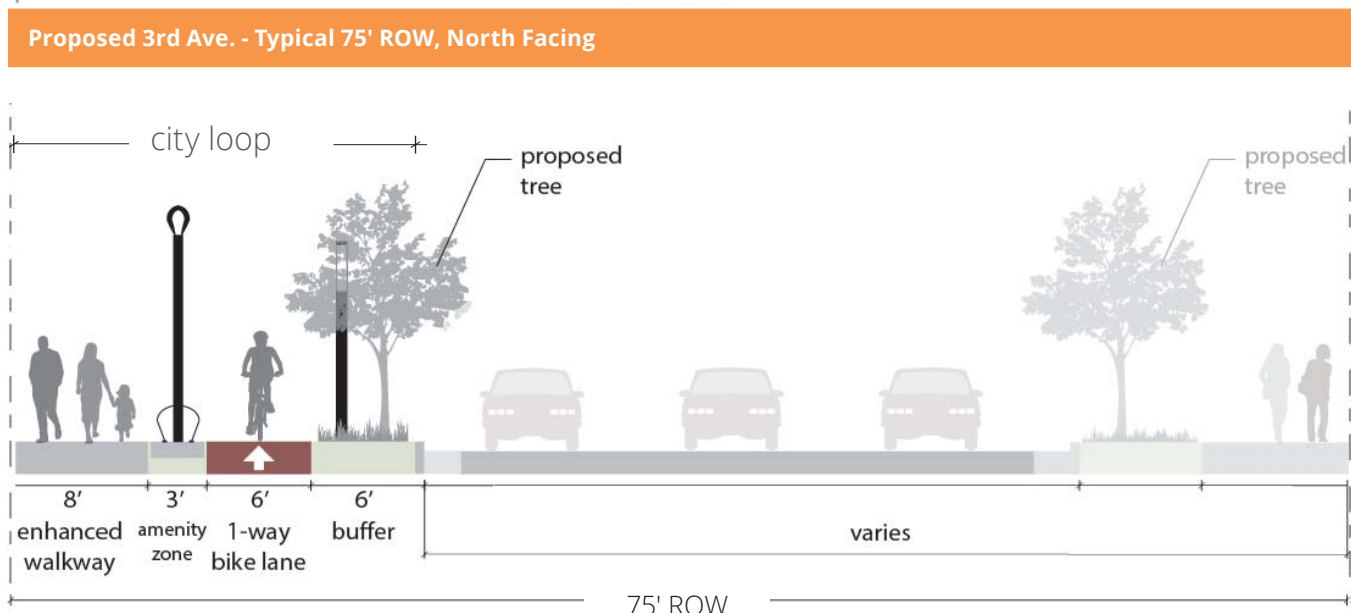 Proposed 3rd Ave. - Typical 75' ROW, North Facing
city loop
proposed
tree
proposed
tree
8′
enhanced
walkway
3′
amenity
zone
6′
1-way
bike lane
6′
buffer
varies
75' ROW